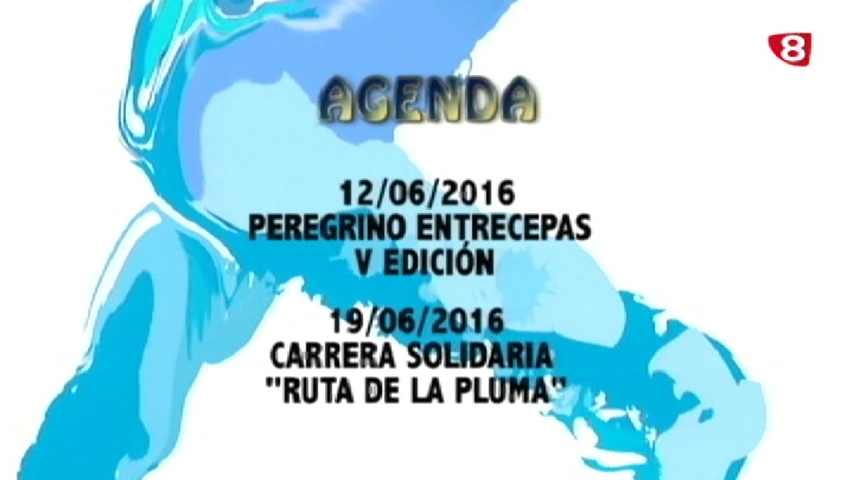 8
AGENDA
12/06/2016
PEREGRINO ENTRECEPAS
V EDICIÓN
19/06/2016
CARRERA SOLIDARIA
"RUTA DE LA PLUMA"